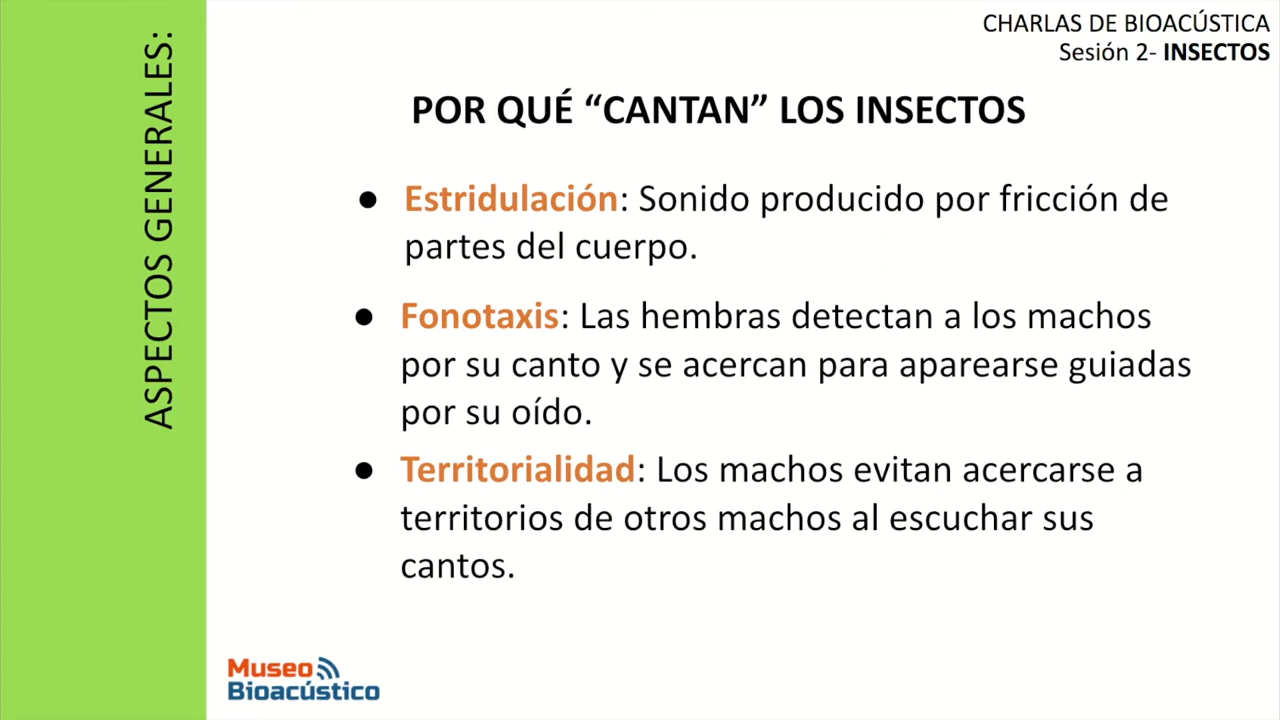 CHARLAS DE BIOACÚSTICA
Sesión 2- INSECTOS
ASPECTOS GENERALES:
POR QUÉ “CANTAN” LOS INSECTOS
● Estridulación: Sonido producido por fricción de
partes del cuerpo.
● Fonotaxis: Las hembras detectan a los machos
por su canto y se acercan para aparearse guiadas
por su oído.
● Territorialidad: Los machos evitan acercarse a
territorios de otros machos al escuchar sus
cantos.
Museo
Bioacústico